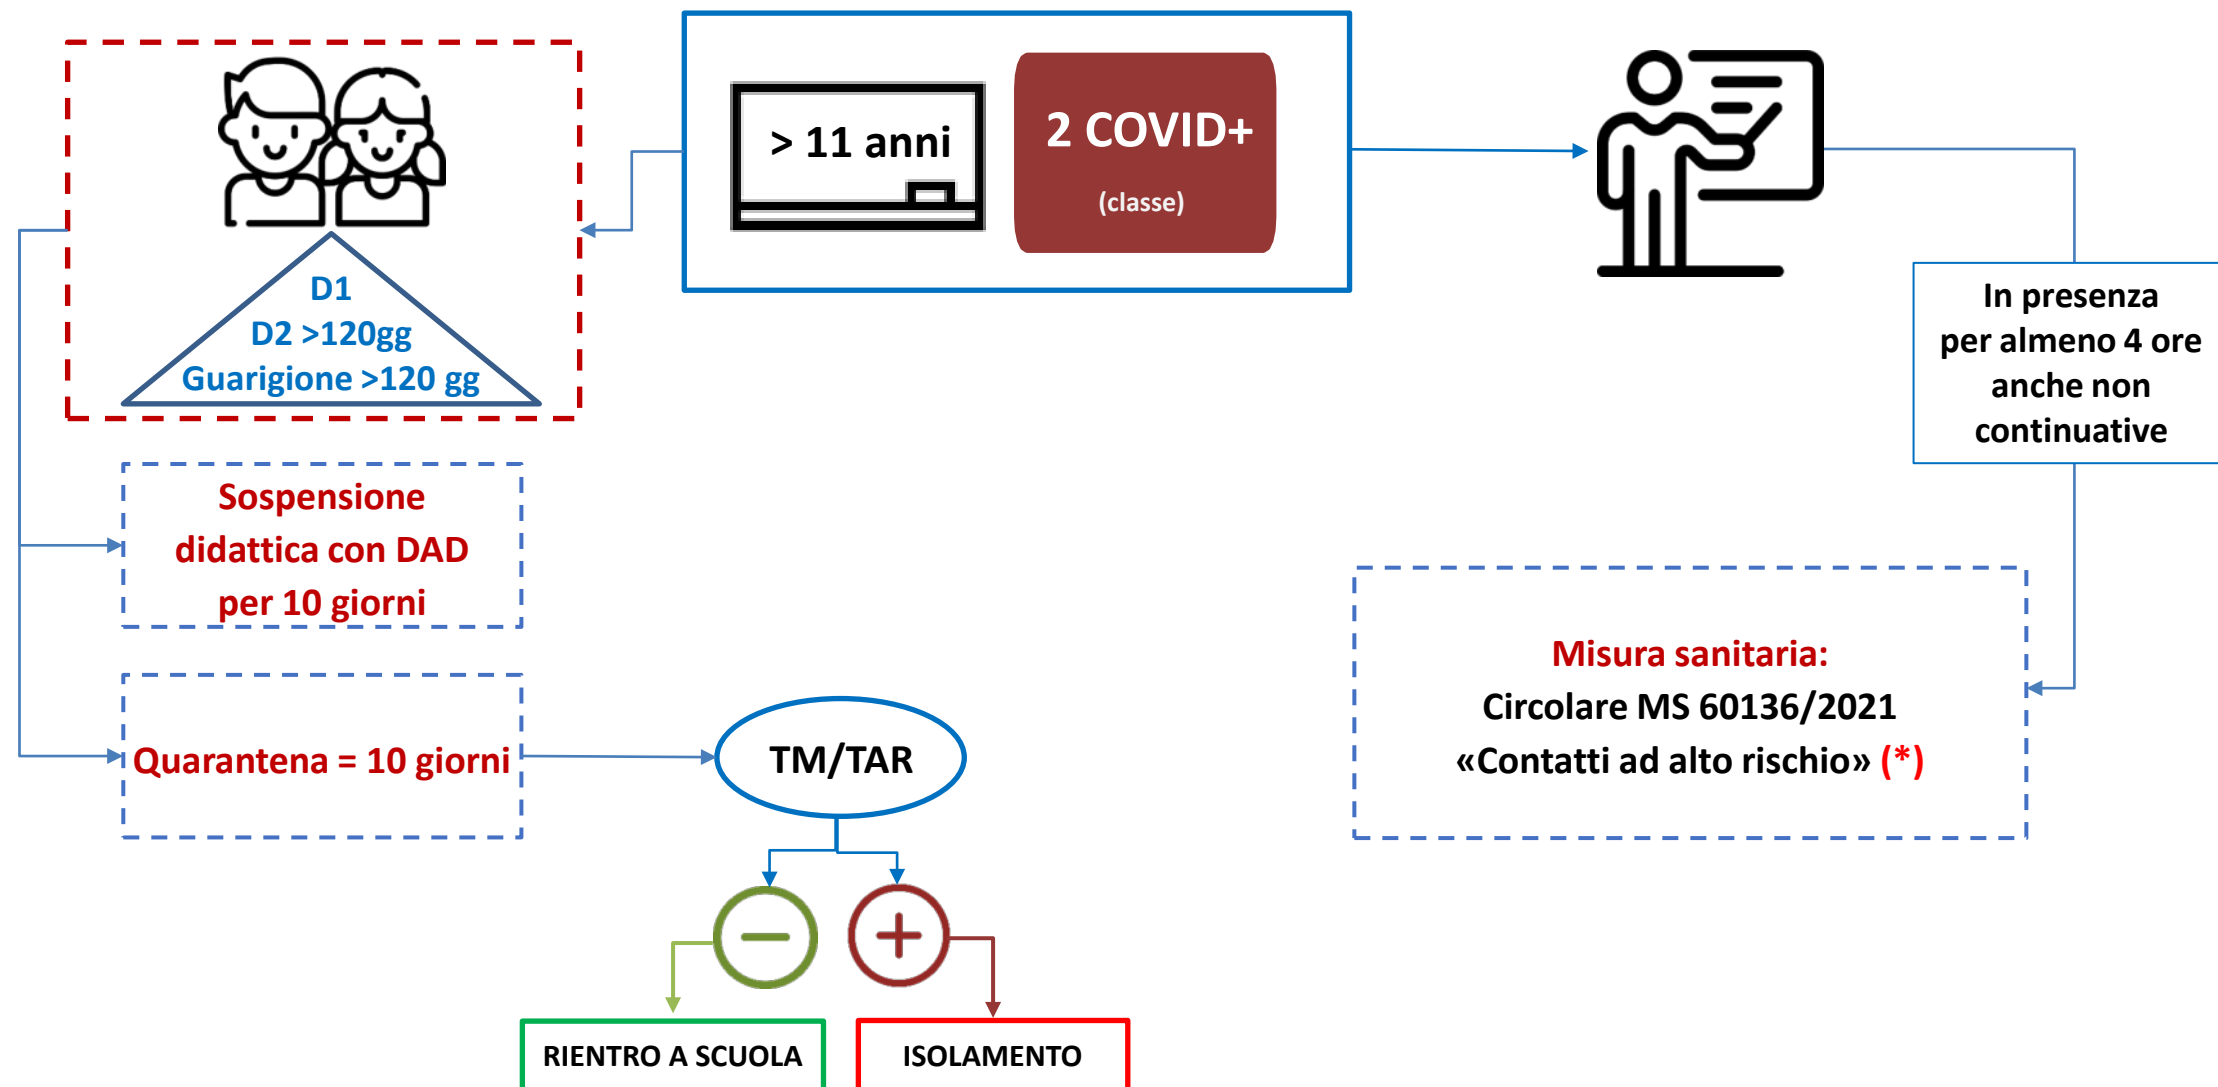 > 11 anni
2 COVID+
(classe)
D1
D2 >120gg
Guarigione >120 gg
In presenza
per almeno 4 ore
anche non
continuative
Sospensione
didattica con DAD
per 10 giorni
Misura sanitaria:
Circolare MS 60136/2021
«Contatti ad alto rischio» (*)
Quarantena = 10 giorni
TM/TAR
RIENTRO A SCUOLA
ISOLAMENTO